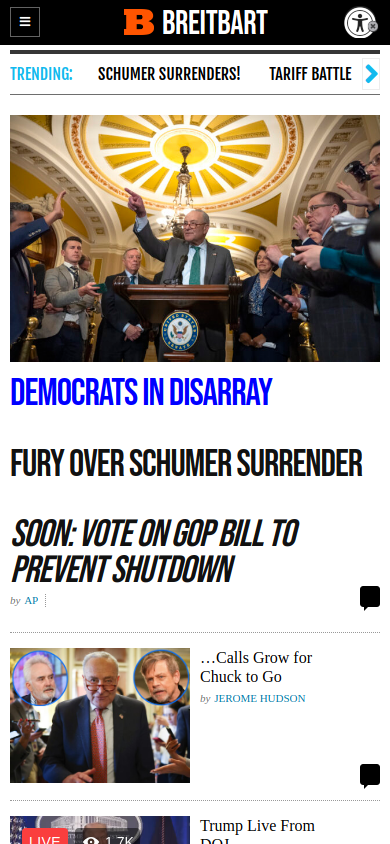 BREITBART
TRENDING:
SCHUMER SURRENDERS!
TARIFF BATTLE
DEMOCRATS IN DISARRAY
FURY OVER SCHUMER SURRENDER
SOON: VOTE ON GOP BILL TO
PREVENT SHUTDOWN
by AP
…Calls Grow for
Chuck to Go
by JEROME HUDSON
LIVE
1.7K
Trump Live From
DOJ